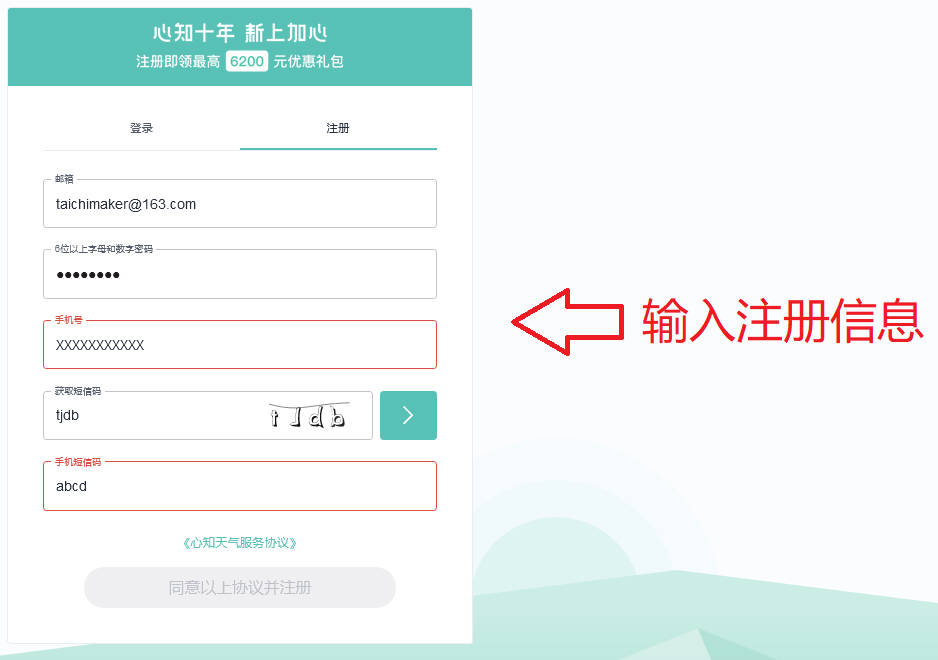 心知十年 新上加心
注册即领最高 6200 元优惠礼包
登录
注册
邮箱
taichimaker@163.com
6位以上字母和数字密码
●●●●●●●●
手机号
XXXXXXXXXXX
输入注册信息
获取短信码
tjdb
tJdb
手机短信码
abcd
《心知天气服务协议》
同意以上协议并注册